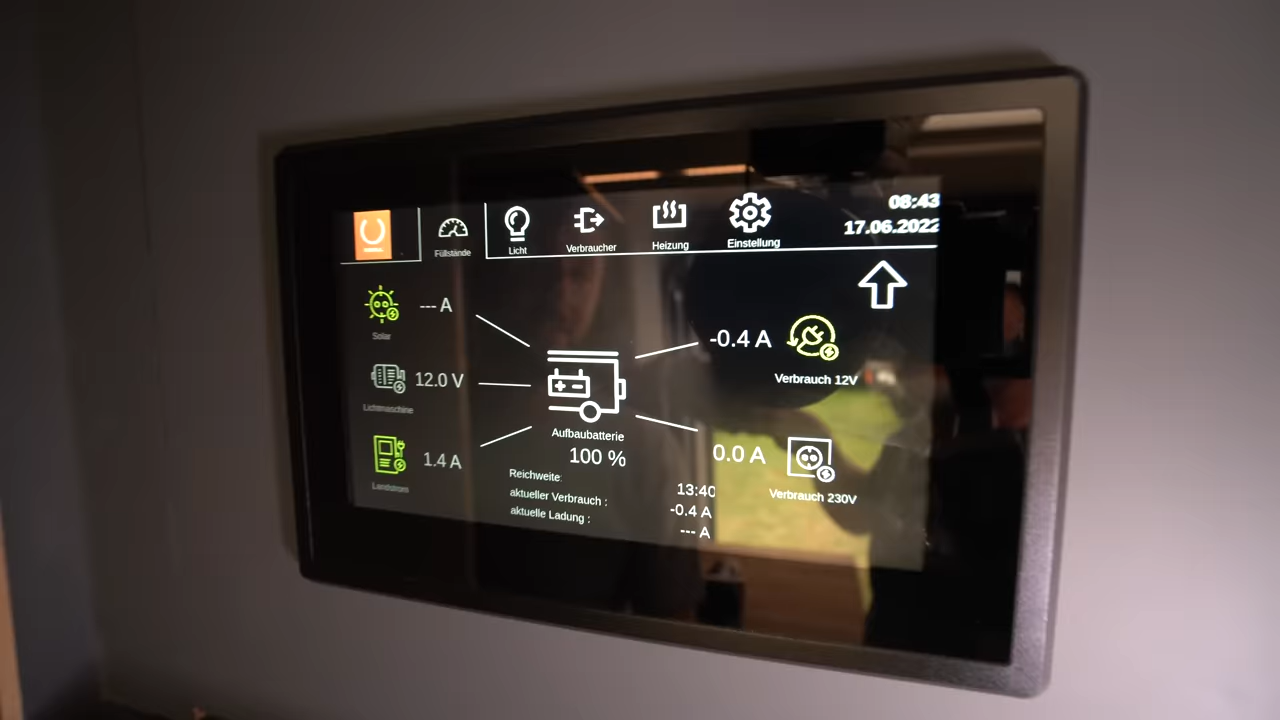 08:43
17.06.2022
Füllstände
Licht
Verbraucher
Heizung
Einstellung
--- A
Solar
-0.4 A
Verbrauch 12V
12.0 V
Lichtmaschine
Aufbaubatterie
100 %
1.4 A
Landstrom
0.0 A
Verbrauch 230V
Reichweite:
13:40
aktueller Verbrauch :
-0.4 A
aktuelle Ladung :
--- A